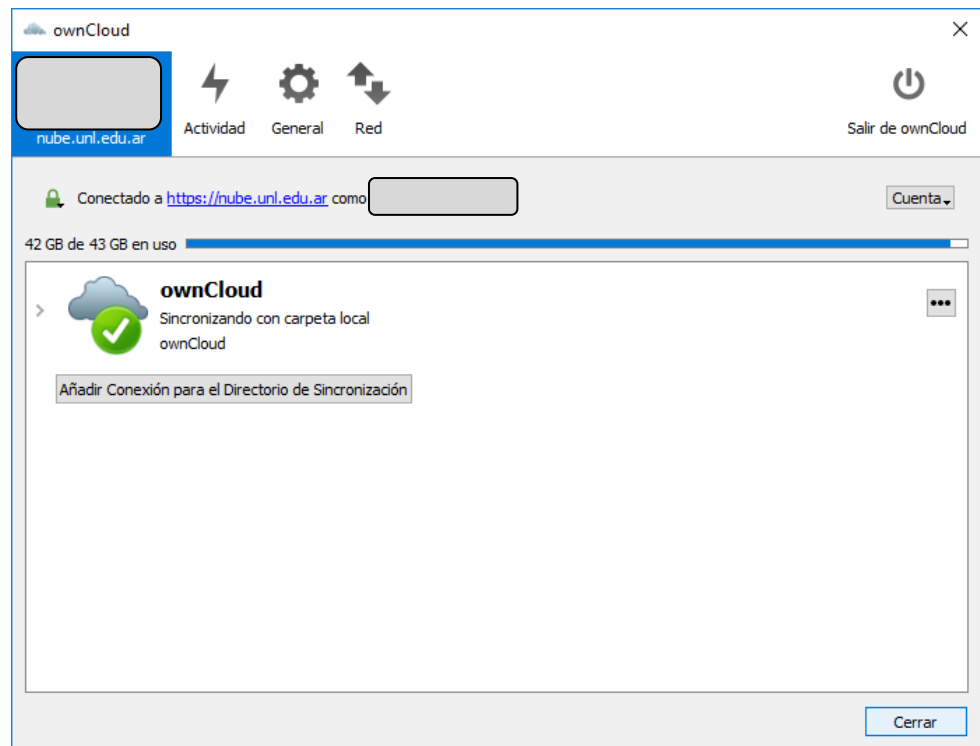 ownCloud
nube.unl.edu.ar
Actividad
General
Red
Salir de ownCloud
Conectado a https://nube.unl.edu.ar como
Cuenta
42 GB de 43 GB en uso
ownCloud
Sincronizando con carpeta local
ownCloud
Añadir Conexión para el Directorio de Sincronización
Cerrar